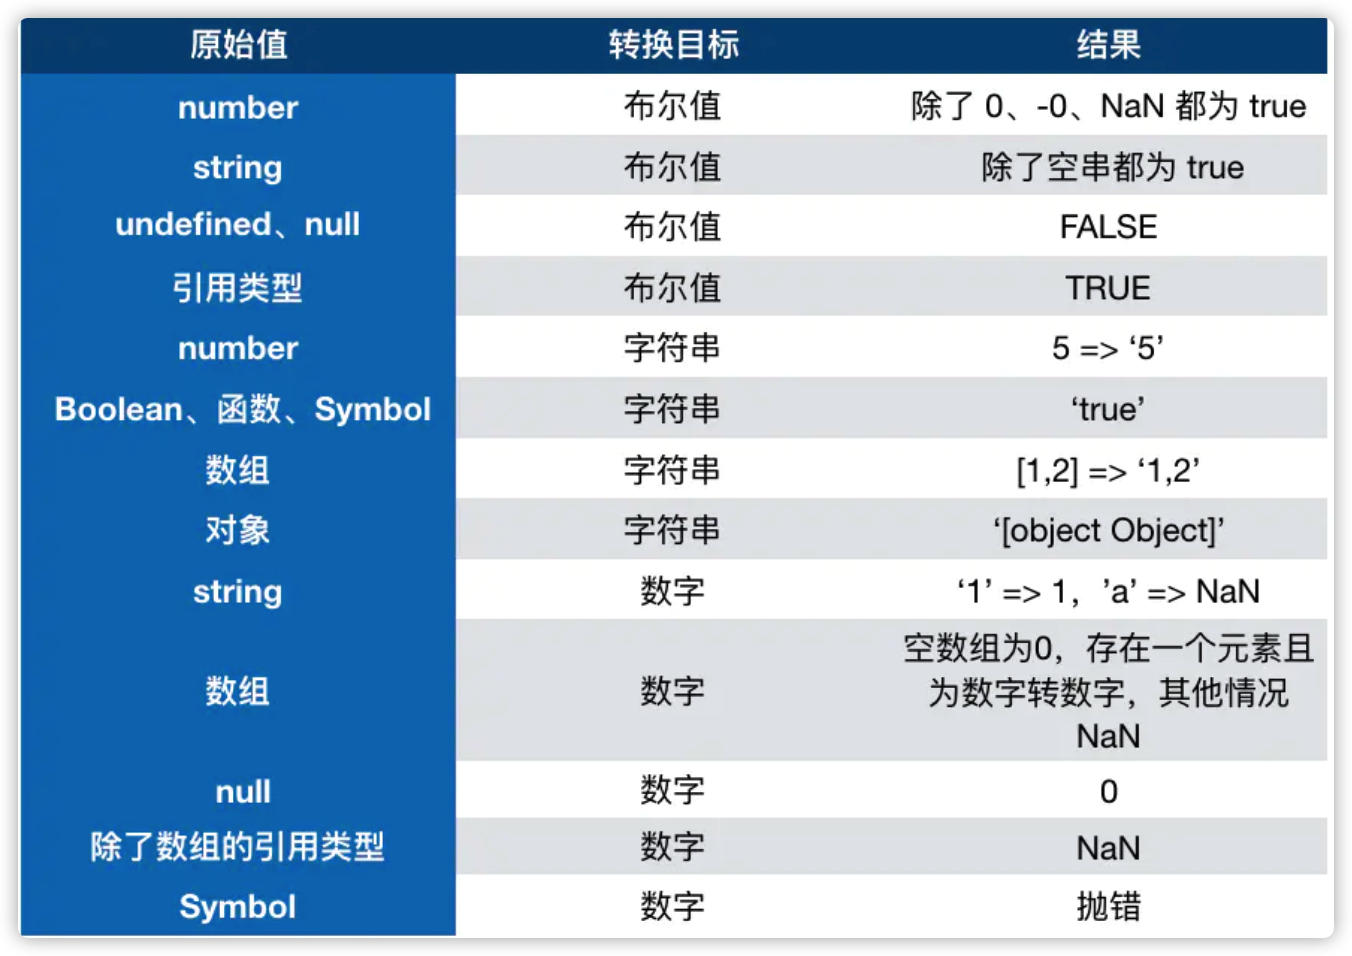 原始值 转换目标 结果
number 布尔值 除了 0、-0、NaN 都为 true
string 布尔值 除了空串都为 true
undefined、null 布尔值 FALSE
引用类型 布尔值 TRUE
number 字符串 5 => ‘5’
Boolean、函数、Symbol 字符串 ‘true’
数组 字符串 [1,2] => ‘1,2’
对象 字符串 ‘[object Object]’
string 数字 ‘1’ => 1，’a’ => NaN
数组 数字 空数组为0，存在一个元素且
为数字转数字，其他情况
NaN
null 数字 0
除了数组的引用类型 数字 NaN
Symbol 数字 抛错